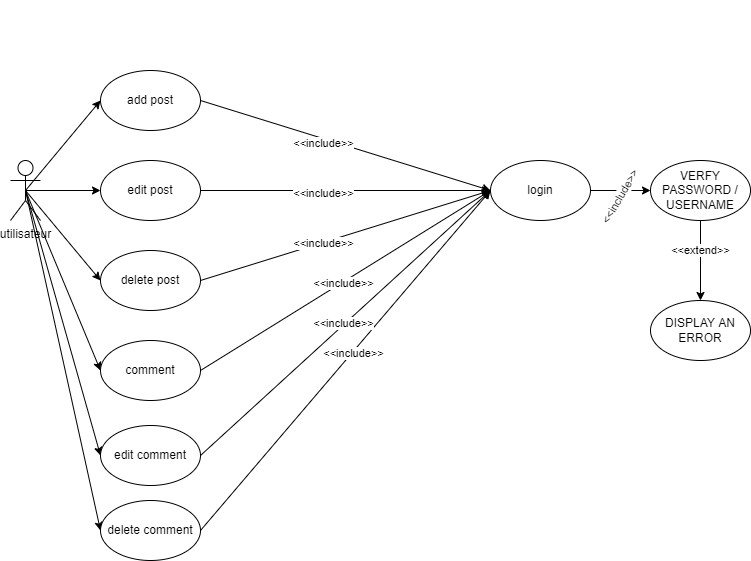 add post
<<include>>
edit post
<<include>>
login
<<include>>
VERFY
PASSWORD /
USERNAME
utilisateur
<<include>>
<<extend>>
delete post
<<include>>
<<include>>
DISPLAY AN
ERROR
<<include>>
comment
edit comment
delete comment